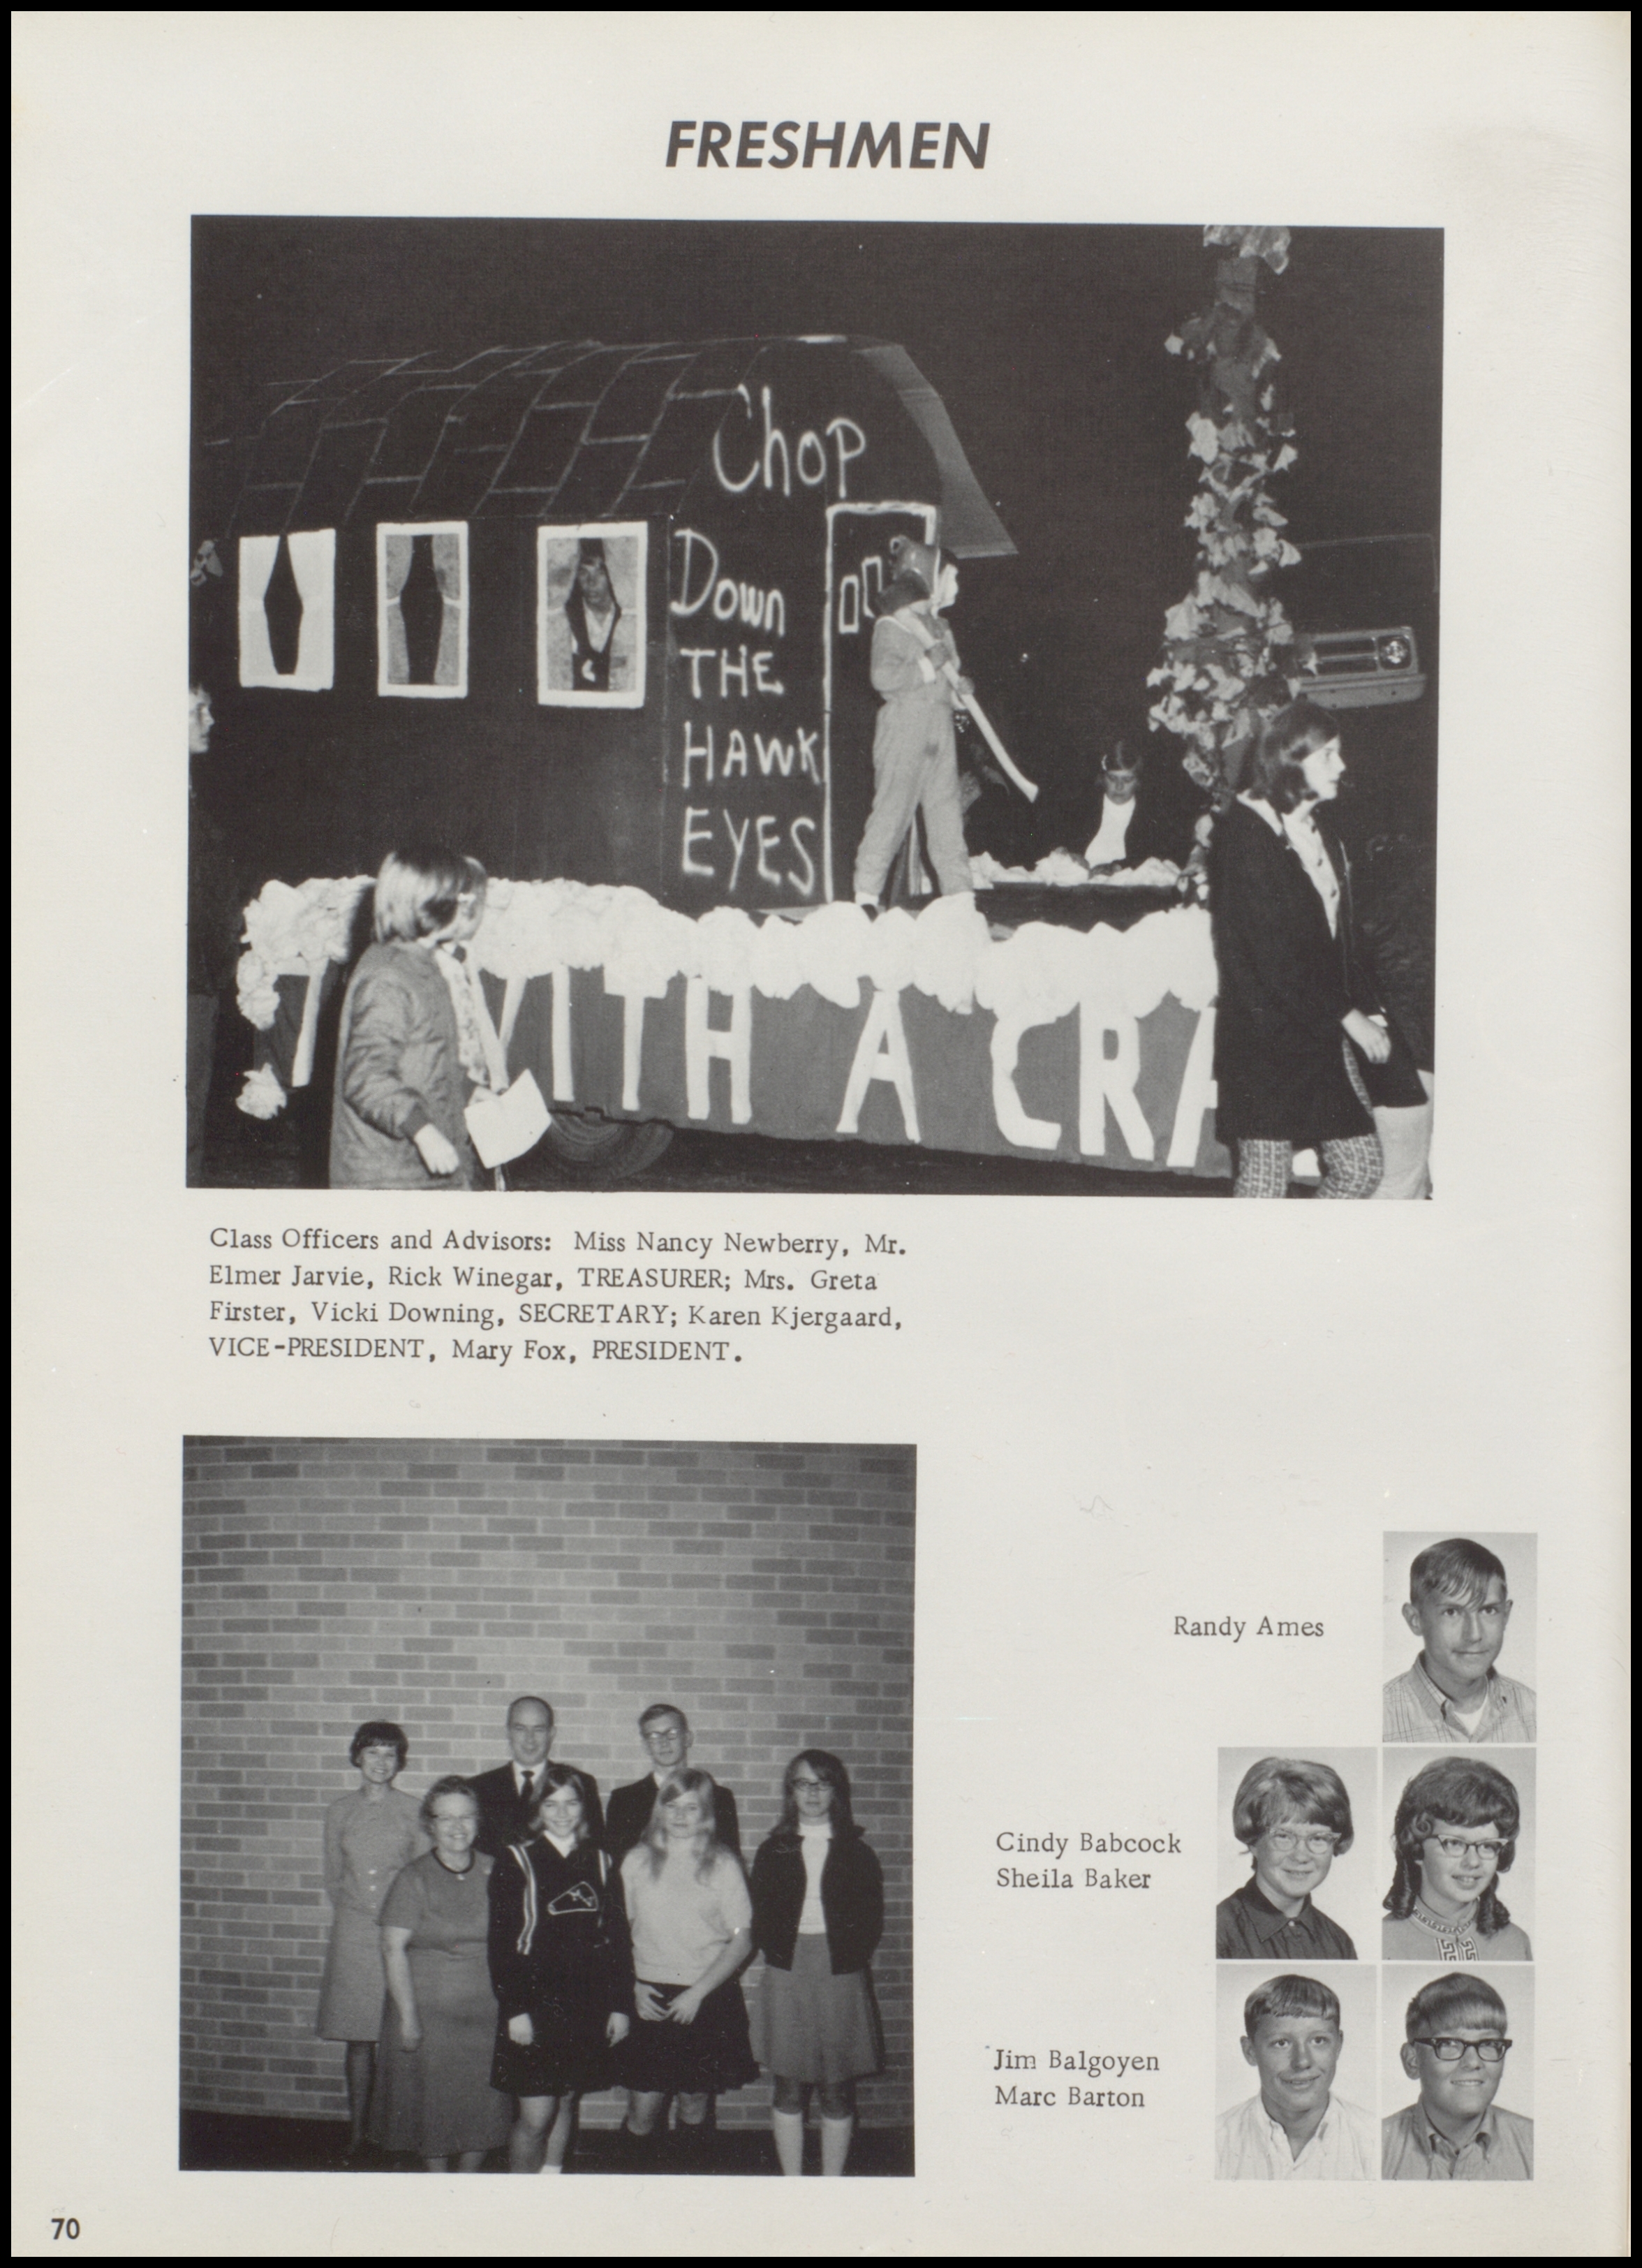 FRESHMEN
Chop
Down
THE
HAWK
EYES
WITH A CRA
Class Officers and Advisors: Miss Nancy Newberry, Mr.
Elmer Jarvie, Rick Winegar, TREASURER; Mrs. Greta
Firster, Vicki Downing, SECRETARY; Karen Kjergaard,
VICE-PRESIDENT, Mary Fox, PRESIDENT.
Randy Ames
Cindy Babcock
Sheila Baker
Jim Balgoyen
Marc Barton
70